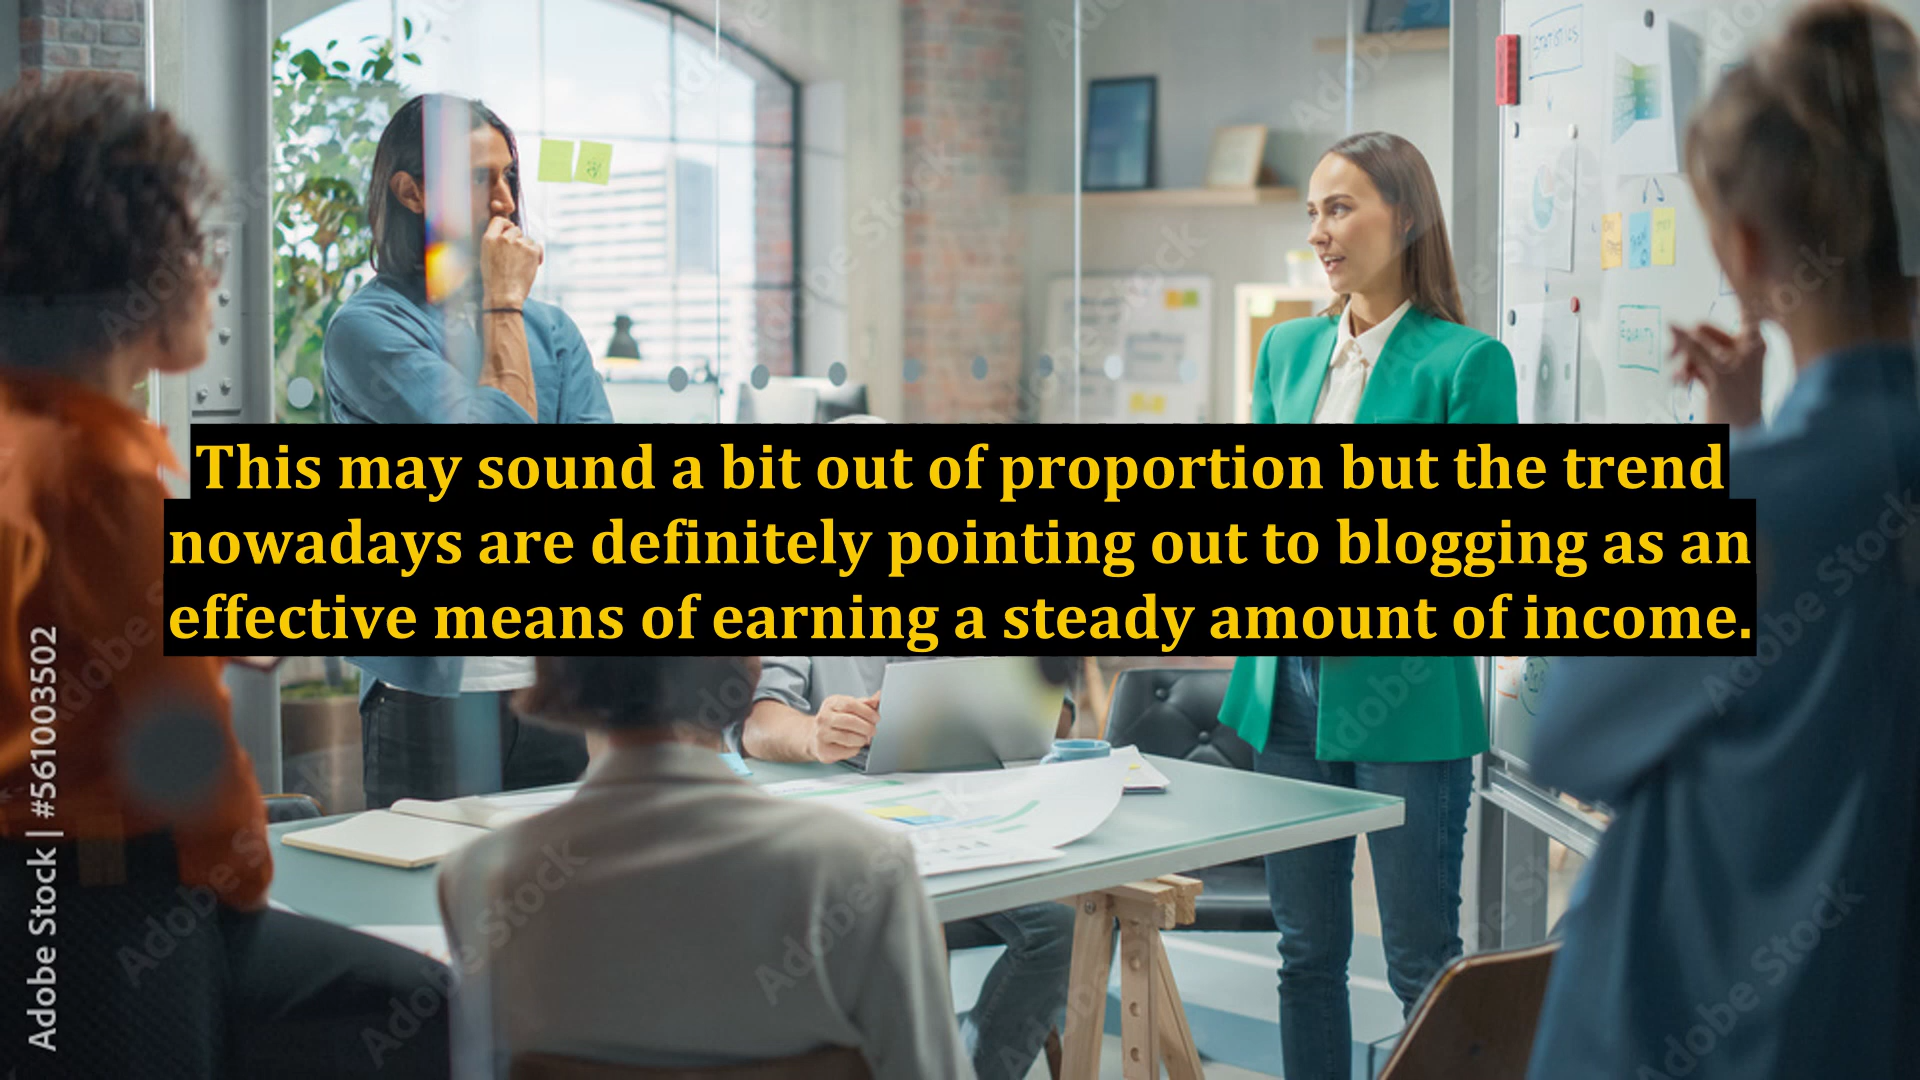 STATISTICS
This may sound a bit out of proportion but the trend
nowadays are definitely pointing out to blogging as an
effective means of earning a steady amount of income.
Adobe Stock | #561003502